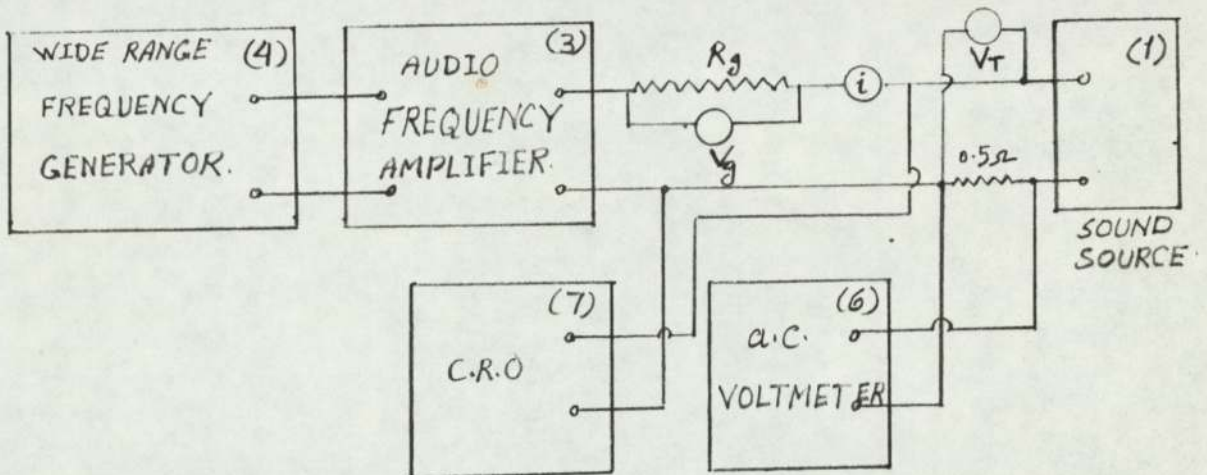 WIDE RANGE (4)
FREQUENCY
GENERATOR.
(3)
AUDIO
FREQUENCY
AMPLIFIER.
Rg
Vg
i
VT
(1)
0.5Ω
SOUND
SOURCE
(7)
C.R.O
(6)
a.c.
VOLTMETER